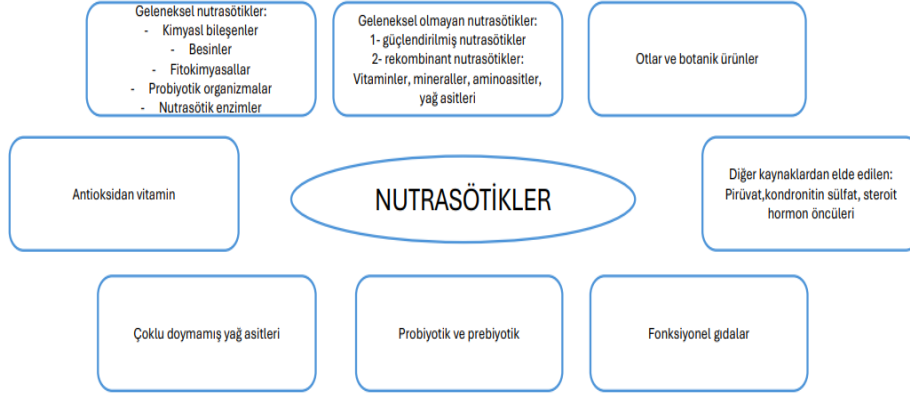 Geleneksel nutrasötikler:
- Kimyasl bileşenler
- Besinler
- Fitokimyasallar
- Probiyotik organizmalar
- Nutrasötik enzimler
Geleneksel olmayan nutrasötikler:
1- güçlendirilmiş nutrasötikler
2- rekombinant nutrasötikler:
Vitaminler, mineraller, aminoasitler,
yağ asitleri
Otlar ve botanik ürünler
Antioksidan vitamin
NUTRASÖTİKLER
Diğer kaynaklardan elde edilen:
Pirüvat,kondronitin sülfat, steroit
hormon öncüleri
Çoklu doymamış yağ asitleri
Probiyotik ve prebiyotik
Fonksiyonel gıdalar